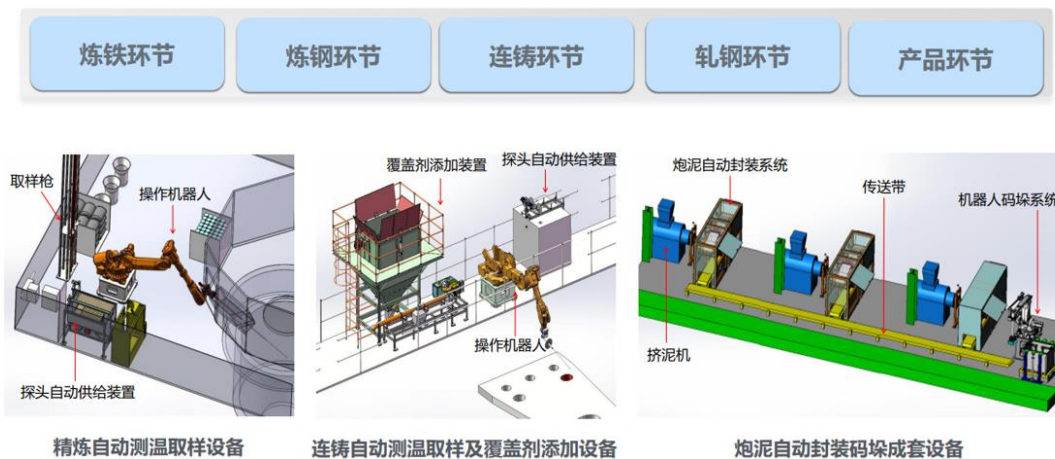 炼铁环节
炼钢环节
连铸环节
轧钢环节
产品环节
取样枪
操作机器人
探头自动供给装置
精炼自动测温取样设备
覆盖剂添加装置
探头自动供给装置
操作机器人
连铸自动测温取样及覆盖剂添加设备
炮泥自动封装系统
传送带
机器人码垛系统
挤泥机
炮泥自动封装码垛成套设备